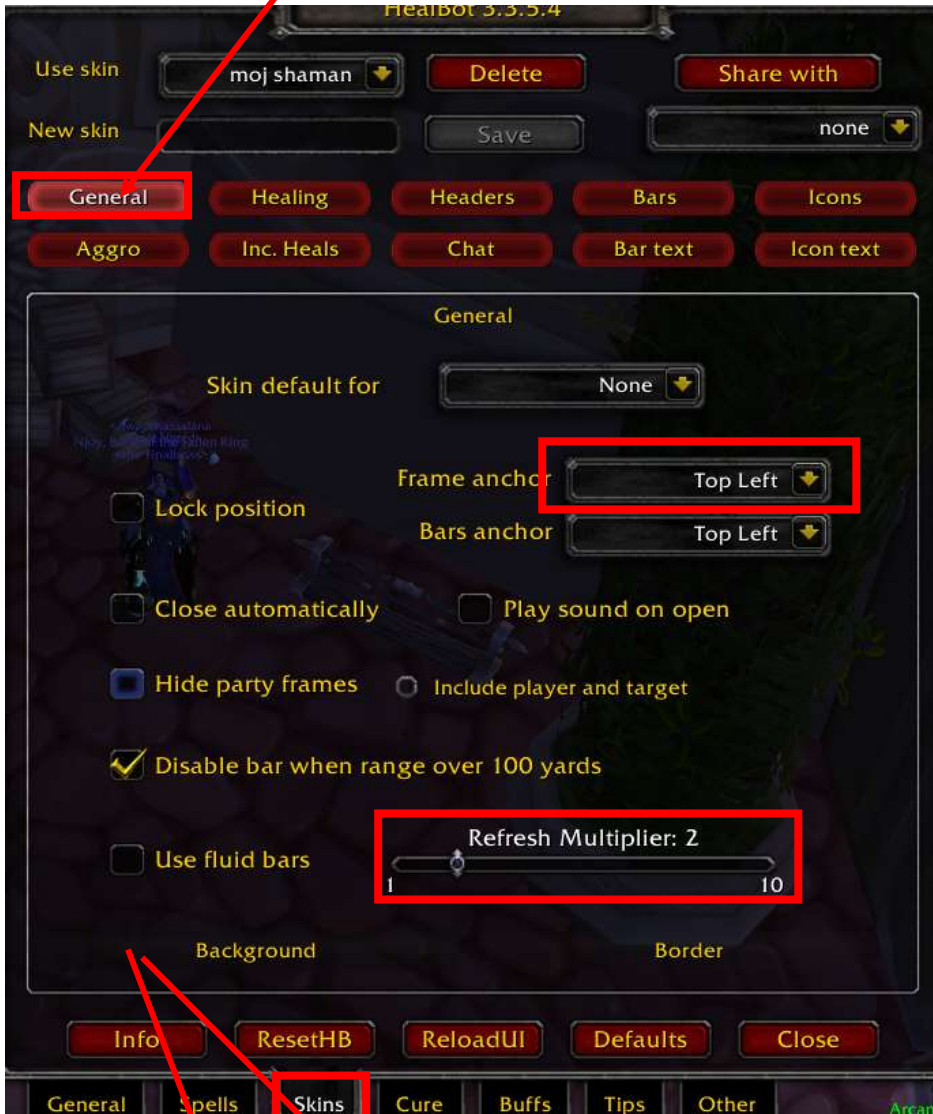 HealBot 3.3.5.4
Use skin moj shaman Delete Share with
New skin Save none
General Healing Headers Bars Icons
Aggro Inc. Heals Chat Bar text Icon text
General
Skin default for None
Frame anchor Top Left
Lock position
Bars anchor Top Left
Close automatically Play sound on open
Hide party frames Include player and target
Disable bar when range over 100 yards
Refresh Multiplier: 2
Use fluid bars
1 10
Background Border
Info ResetHB ReloadUI Defaults Close
General Spells Skins Cure Buffs Tips Other